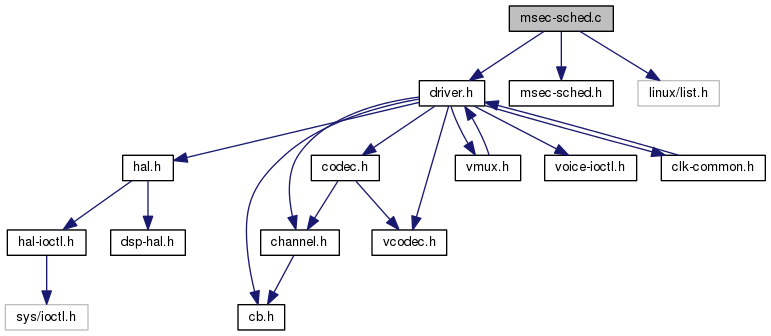 msec-sched.c
driver.h
msec-sched.h
linux/list.h
hal.h
codec.h
vmux.h
voice-ioctl.h
clk-common.h
hal-ioctl.h
dsp-hal.h
channel.h
vcodec.h
sys/ioctl.h
cb.h